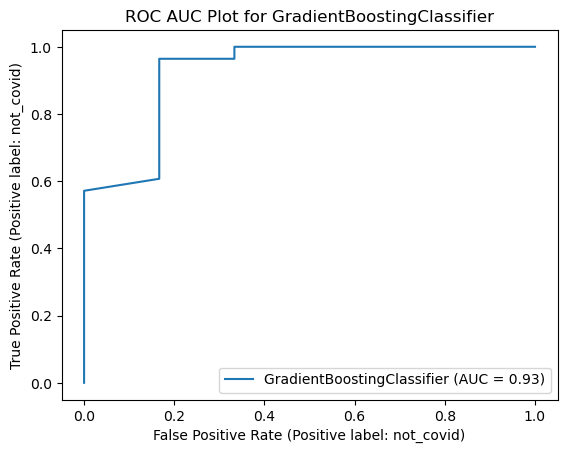 ROC AUC Plot for GradientBoostingClassifier
True Positive Rate (Positive label: not_covid)
1.0
0.8
0.6
0.4
0.2
0.0
GradientBoostingClassifier (AUC = 0.93)
0.0 0.2 0.4 0.6 0.8 1.0
False Positive Rate (Positive label: not_covid)